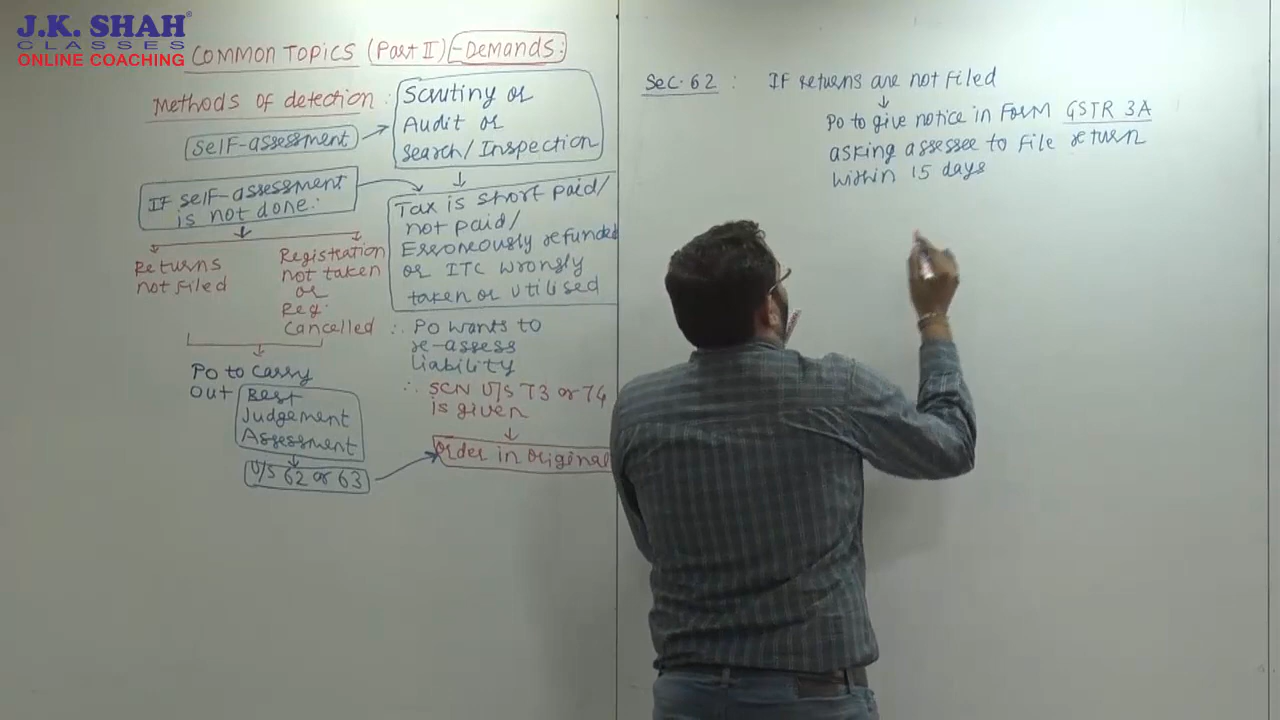 J.K. SHAH®
CLASSES
ONLINE COACHING
COMMON TOPICS (Part II) - Demands:
Methods of detection:
Self-assessment
Scrutiny or
Audit or
Search/Inspection
If self-assessment
is not done:
Returns
not filed
Registration
not taken
or
Reg.
Cancelled
Tax is short paid/
not paid/
Erroneously refunded
or ITC wrongly
taken or utilised
∴ PO wants to
re-assess
liability
∴ SCN U/S 73 or 74
is given
Order in original
PO to carry
out Best
Judgement
Assessment
U/S 62 or 63
Sec. 62 : If returns are not filed
PO to give notice in Form GSTR 3A
asking assessee to file return
within 15 days